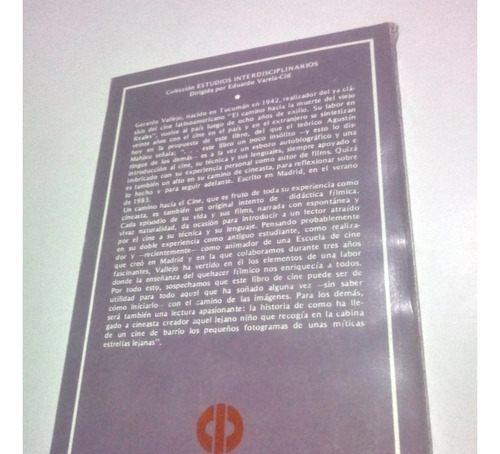 Colección ESTUDIOS INTERDISCIPLINARIOS
Dirigida por Eduardo Varela-Cid
Gerardo Vallejo, nacido en Tucumán en 1942, realizador del ya clá-
sico del cine latinoamericano "El camino hacia la muerte del viejo
Reales", vuelve al país luego de ocho años de exilio. Su labor en
veinte años con el cine en el país y en el extranjero se sintetizan
hoy en la propuesta de este libro, del que el teórico Agustín
Mahieu señala: ". . . este libro un poco insólito —y esto lo dis-
tingue de los demás— es a la vez un esbozo autobiográfico y una
introducción al cine, su técnica y sus lenguajes, siempre apoyado e
imbricado con su experiencia personal como autor de films. Quizá
es también un alto en su camino de cineasta, para reflexionar sobre
lo hecho y para seguir adelante. Escrito en Madrid, en el verano
de 1983.
Un camino hacia el Cine, que es fruto de toda su experiencia como
cineasta, es también un original intento de didáctica fílmica.
Cada episodio de su vida y sus films, narrada con espontánea y
vivaz naturalidad, da ocasión para introducir a un lector atraído
por el cine a su técnica y su lenguaje. Pensando probablemente
en su doble experiencia como antiguo estudiante, como realiza-
dor y —recientemente— como animador de una Escuela de cine
que creó en Madrid y en la que colaboramos durante tres años
fascinantes, Vallejo ha vertido en él los elementos de una labor
donde la enseñanza del quehacer fílmico nos enriquecía a todos.
Por todo esto, sospechamos que este libro de cine puede ser de
utilidad para todo aquel que ha soñado alguna vez —sin saber
cómo iniciarlo— con el camino de las imágenes. Para los demás,
será también una lectura apasionante: la historia de como ha lle-
gado a cineasta creador aquel lejano niño que recogía en la cabina
de un cine de barrio los pequeños fotogramas de unas míticas
estrellas lejanas".